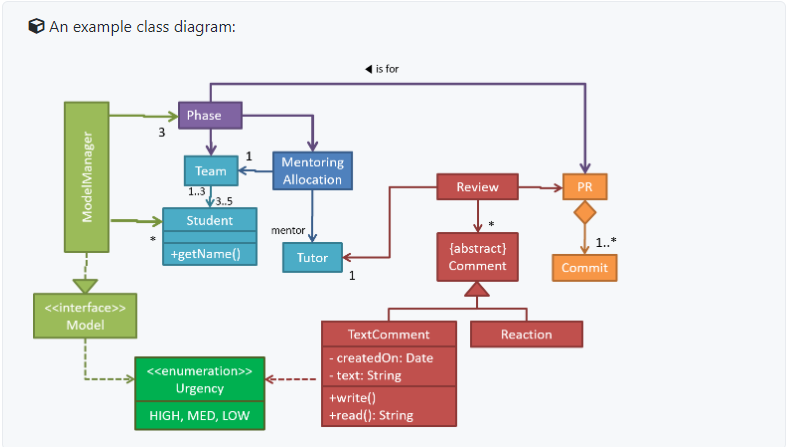 An example class diagram:
◀ is for
ModelManager
3
Phase
Team
1
Mentoring
Allocation
1..3
3..5
Student
+getName()
*
mentor
Tutor
1
Review
*
PR
1..*
Commit
{abstract}
Comment
<<interface>>
Model
TextComment
- createdOn: Date
- text: String
+write()
+read(): String
Reaction
<<enumeration>>
Urgency
HIGH, MED, LOW